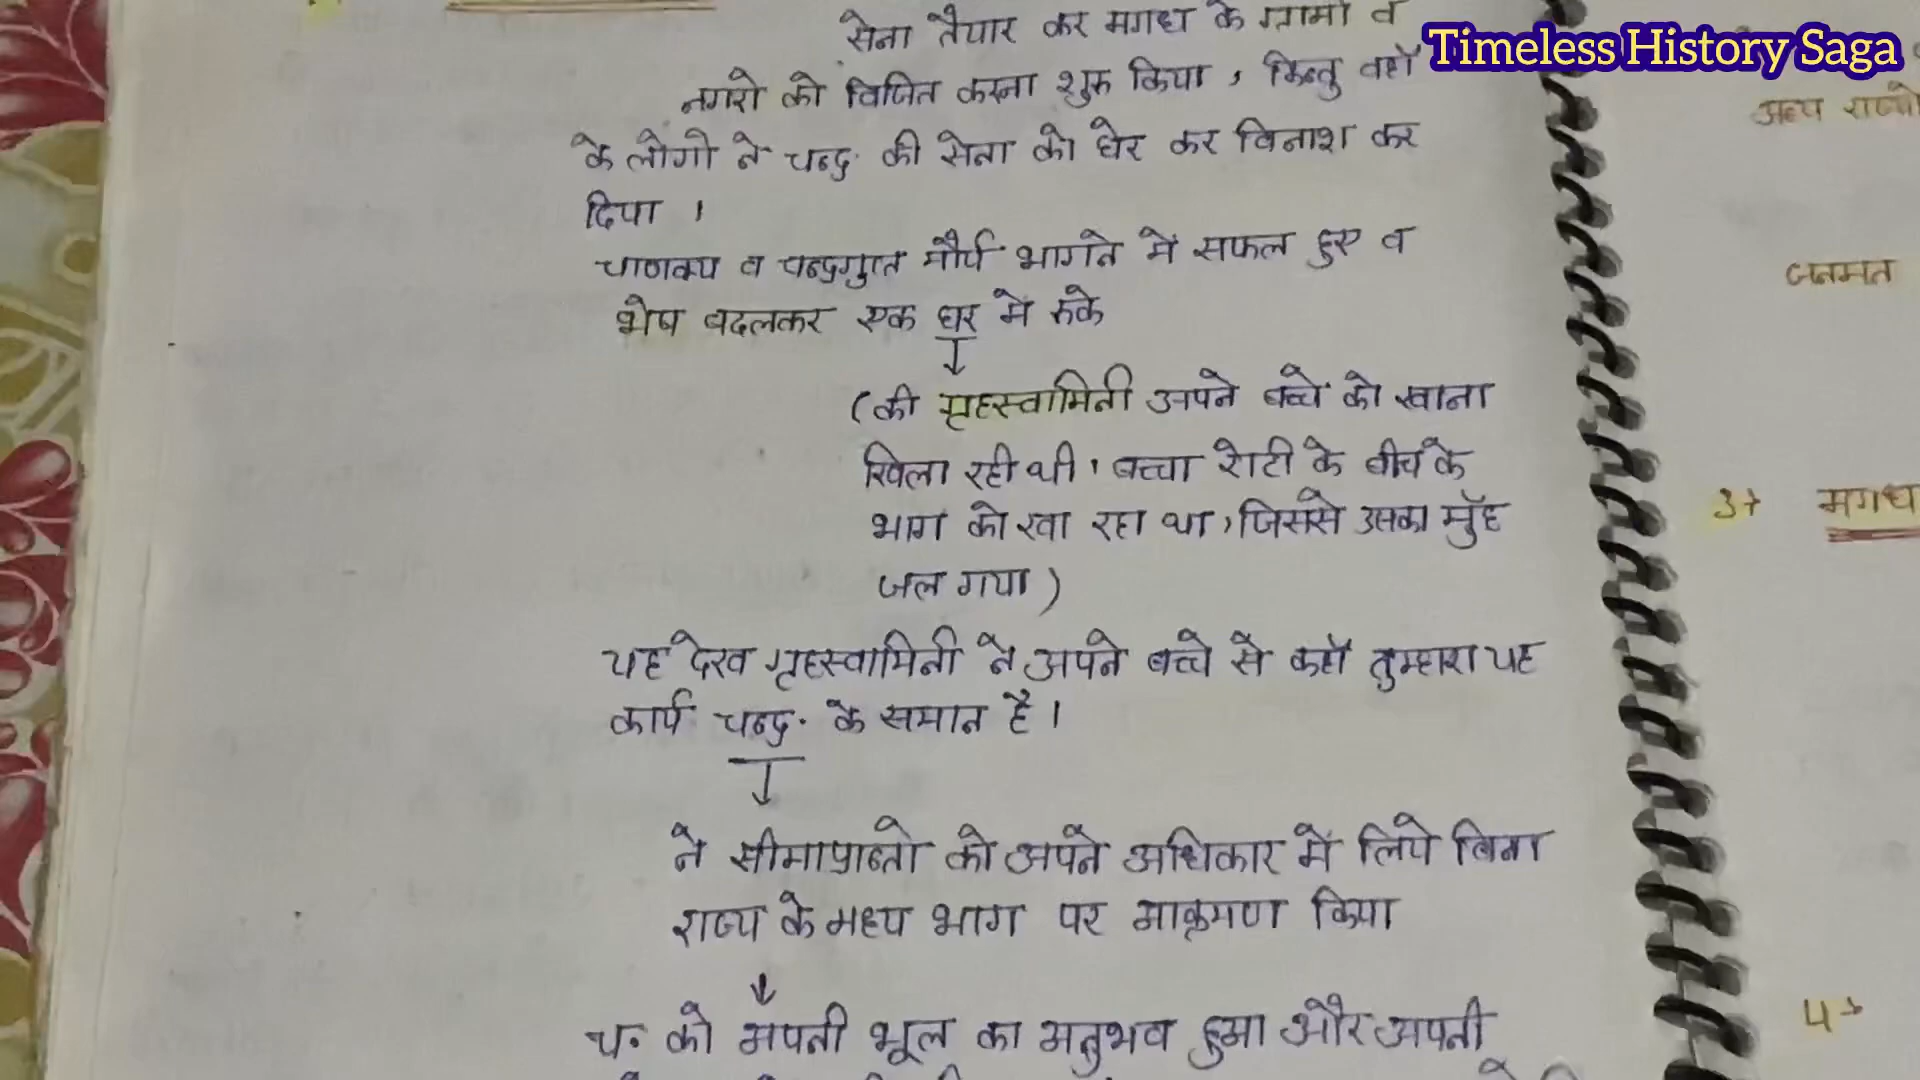 सेना तैयार कर मगध के ग्रामो व
Timeless History Saga
नगरो को विजित करना शुरू किया, किन्तु वहाँ
के लोगो ने चन्द्र. की सेना को घेर कर विनाश कर
दिया ।
चाणक्य व चन्द्रगुप्त मौर्य भागने में सफल हुए व
भेष बदलकर एक घर में रुके
↓
(की गृहस्वामिनी अपने बच्चे को खाना
खिला रही थी। बच्चा रोटी के बीच के
भाग को खा रहा था, जिससे उसका मुँह
जल गया)
यह देख गृहस्वामिनी ने अपने बच्चे से कहाँ तुम्हारा यह
कार्य चन्द्र. के समान है।
↓
ने सीमाप्रान्तो को अपने अधिकार में लिये बिना
राज्य के मध्य भाग पर आक्रमण किया
↓
च. को अपनी भूल का अनुभव हुआ और अपनी
अन्य राज्यो
जनमत
3→ मगध
4→